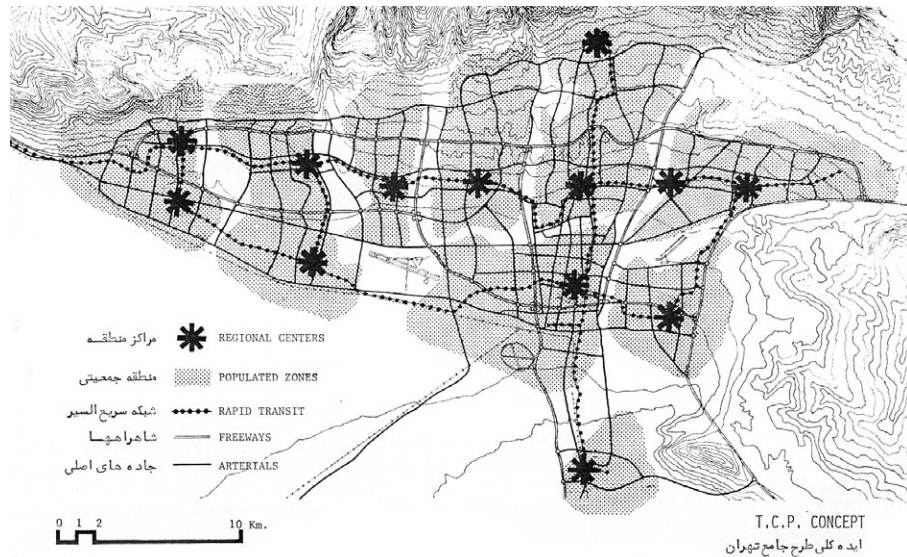 مراکز منطقـه REGIONAL CENTERS
منطقه جمعیتی POPULATED ZONES
شبکه سریع السیر RAPID TRANSIT
شاهراهها FREEWAYS
جاده های اصلی ARTERIALS
0 1 2 10 Km.
T.C.P. CONCEPT
ایده کلی طرح جامع تهران